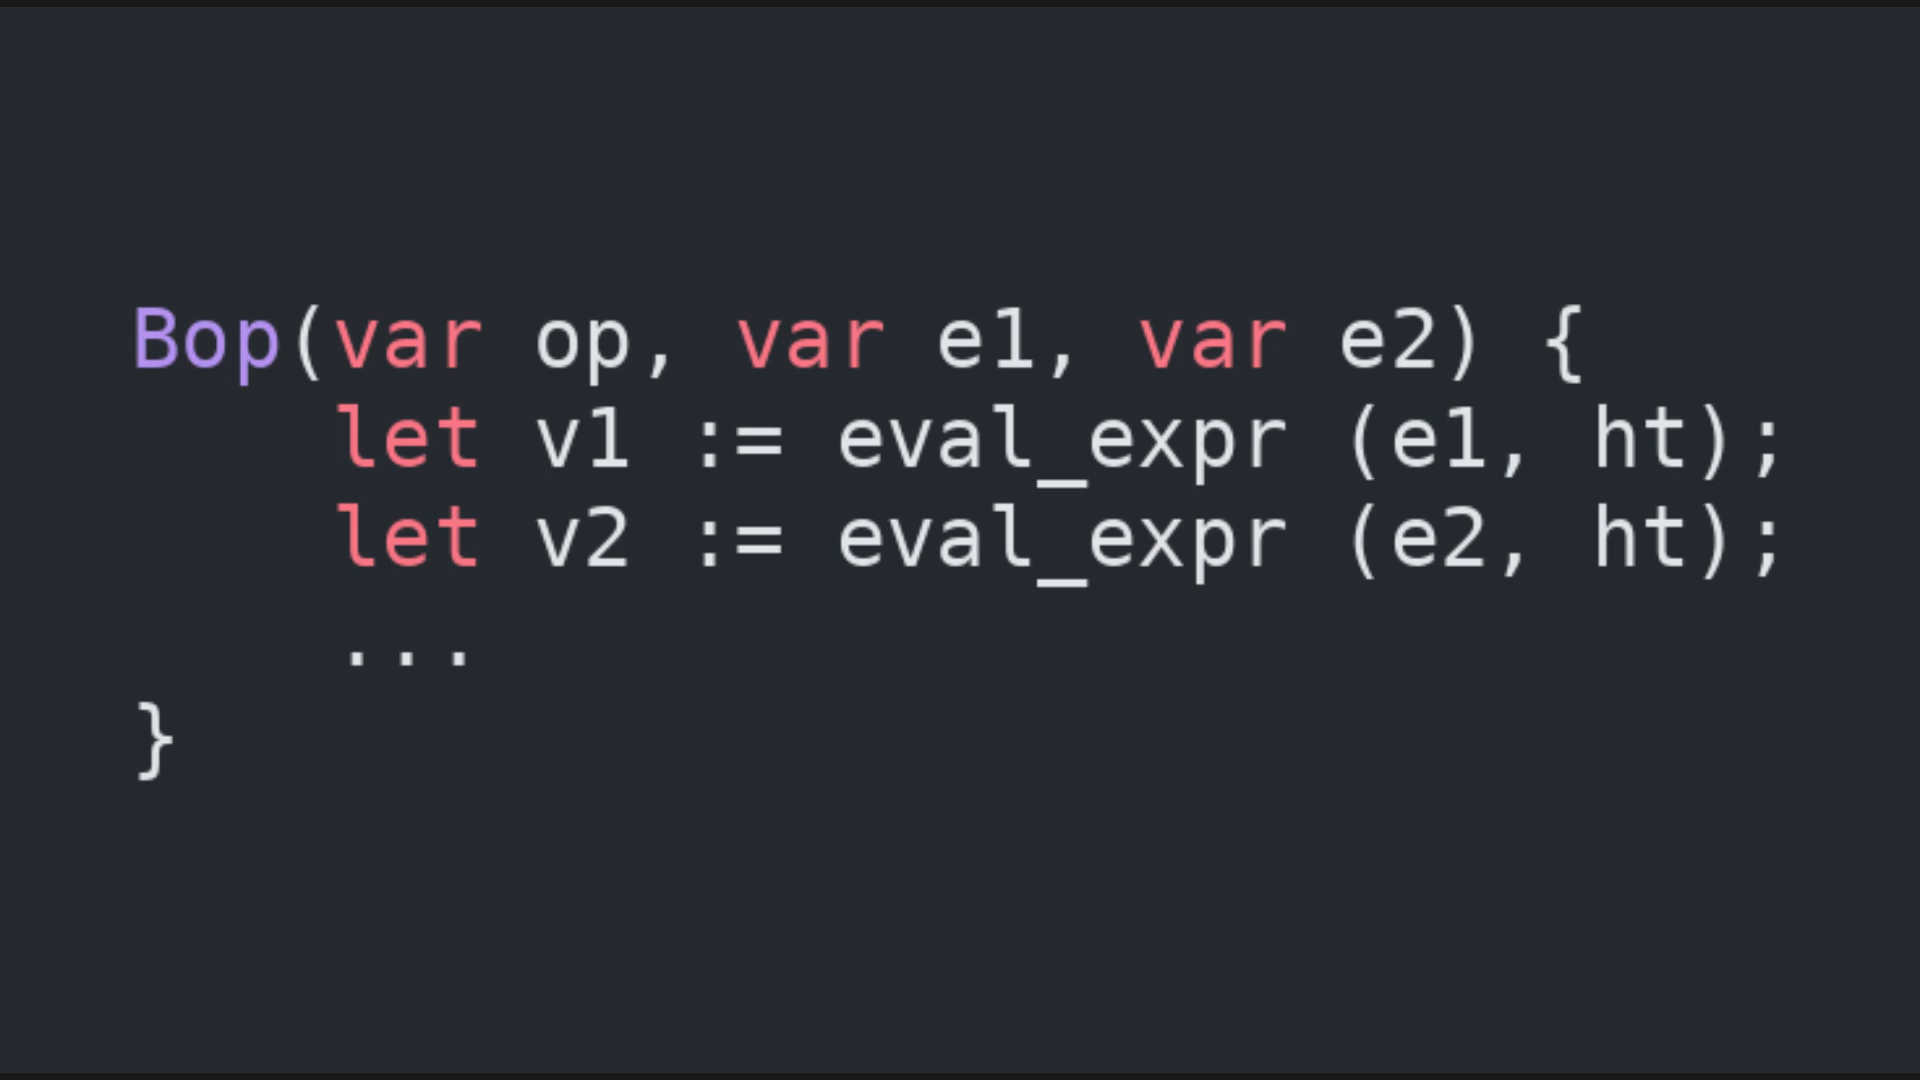 Bop(var op, var e1, var e2) {
    let v1 := eval_expr (e1, ht);
    let v2 := eval_expr (e2, ht);
    ...
}